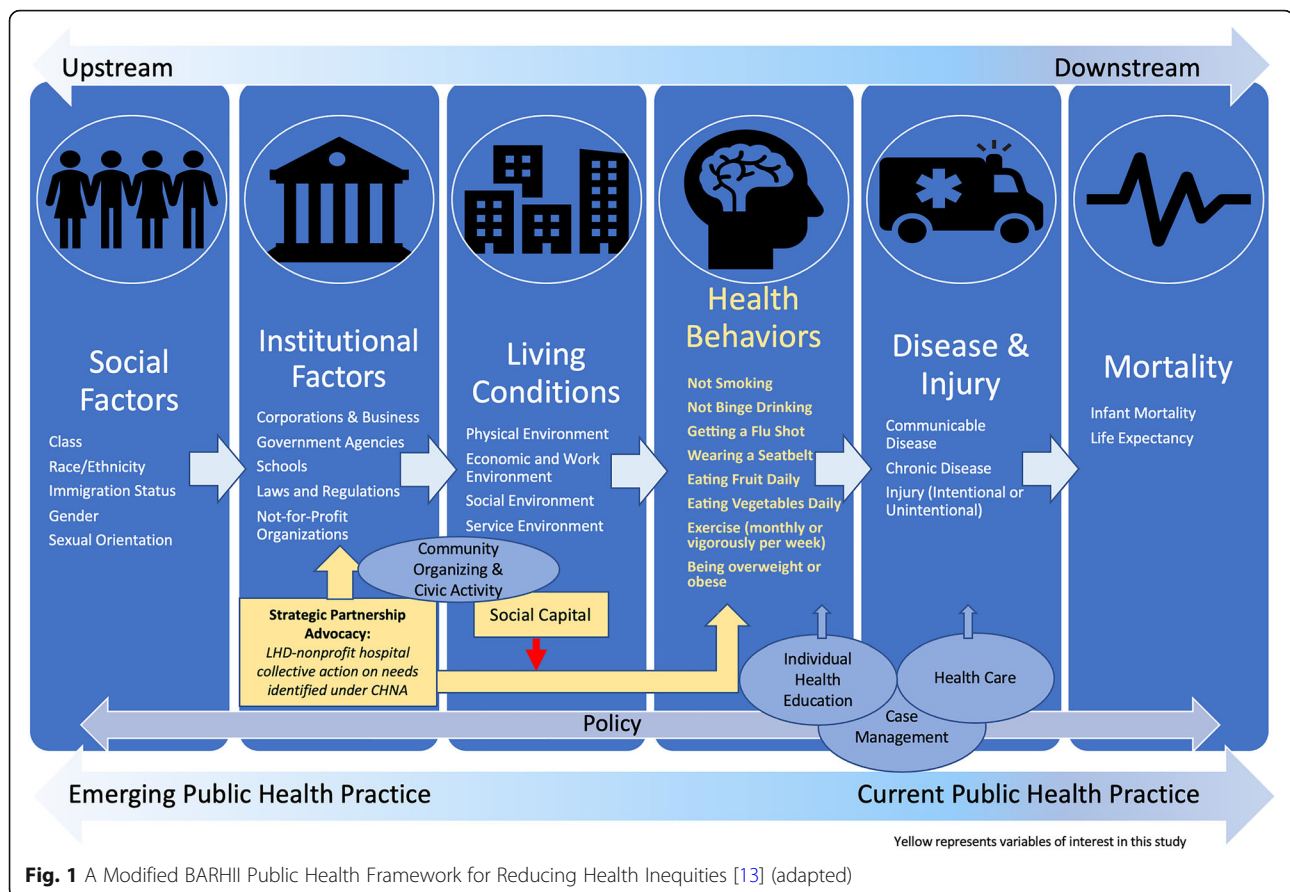 Upstream
Downstream
Social
Factors
Class
Race/Ethnicity
Immigration Status
Gender
Sexual Orientation
Institutional
Factors
Corporations & Business
Government Agencies
Schools
Laws and Regulations
Not-for-Profit
Organizations
Living
Conditions
Physical Environment
Economic and Work
Environment
Social Environment
Service Environment
Health
Behaviors
Not Smoking
Not Binge Drinking
Getting a Flu Shot
Wearing a Seatbelt
Eating Fruit Daily
Eating Vegetables Daily
Exercise (monthly or
vigorously per week)
Being overweight or
obese
Disease &
Injury
Communicable
Disease
Chronic Disease
Injury (Intentional or
Unintentional)
Mortality
Infant Mortality
Life Expectancy
Community
Organizing &
Civic Activity
Strategic Partnership
Advocacy:
LHD-nonprofit hospital
collective action on needs
identified under CHNA
Social Capital
Individual
Health
Education
Health Care
Case
Management
Policy
Emerging Public Health Practice
Current Public Health Practice
Yellow represents variables of interest in this study
Fig. 1 A Modified BARHII Public Health Framework for Reducing Health Inequities [13] (adapted)